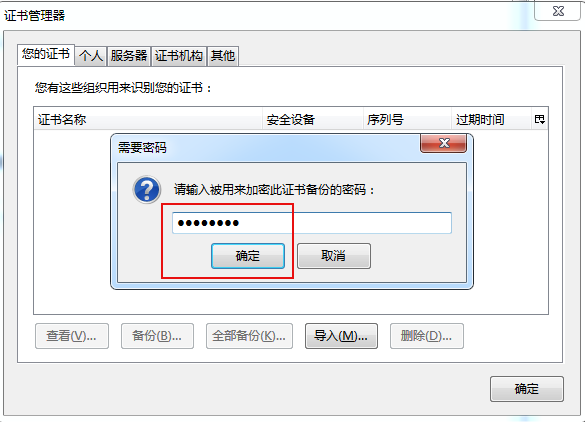 证书管理器
您的证书 个人 服务器 证书机构 其他
您有这些组织用来识别您的证书：
证书名称 安全设备 序列号 过期时间
需要密码
请输入被用来加密此证书备份的密码：
●●●●●●●●
确定 取消
查看(V)... 备份(B)... 全部备份(K)... 导入(M)... 删除(D)...
确定